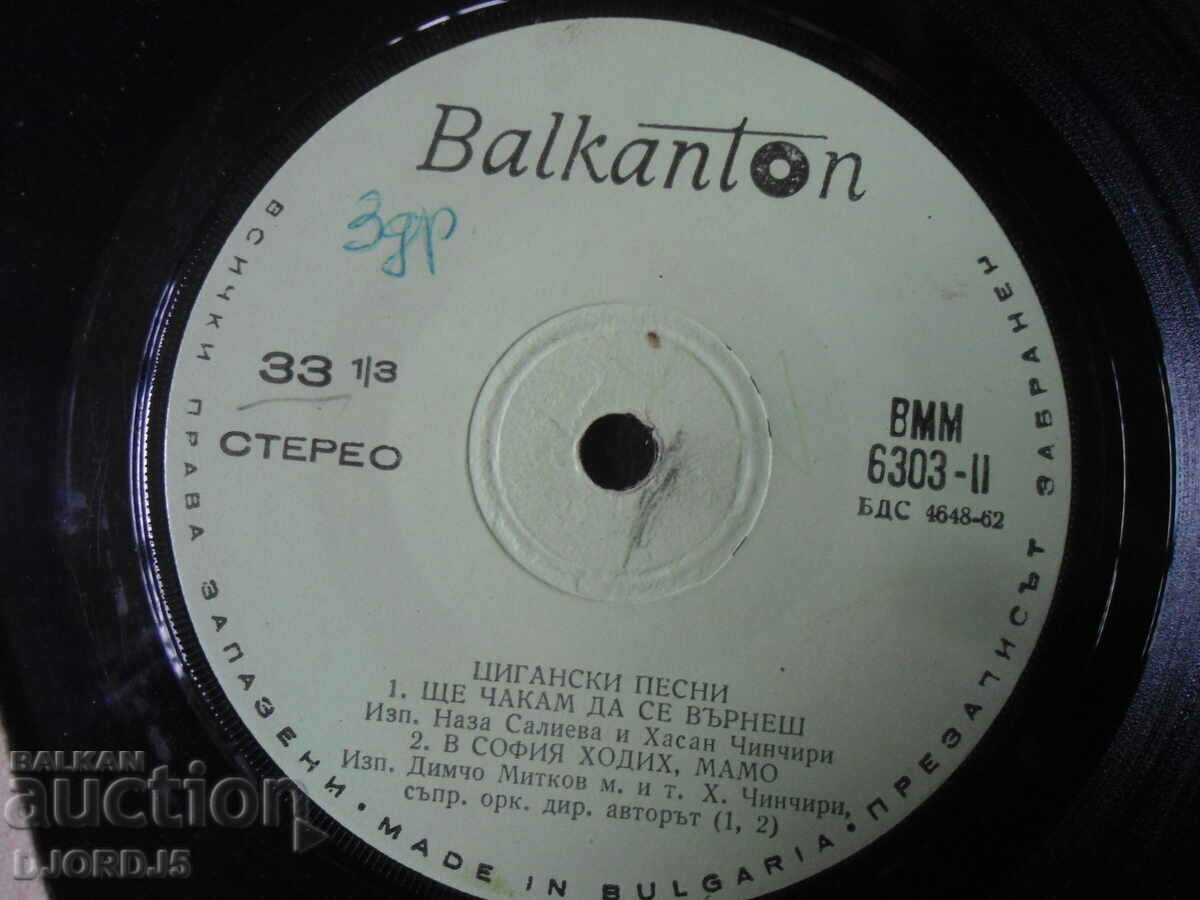 Balkanton
Здр
33 1/3
СТЕРЕО
ВММ
6303-II
БДС 4648-62
ЦИГАНСКИ ПЕСНИ
1. ЩЕ ЧАКАМ ДА СЕ ВЪРНЕШ
Изп. Наза Салиева и Хасан Чинчири
2. В СОФИЯ ХОДИХ, МАМО
Изп. Димчо Митков м. и т. Х. Чинчири,
съпр. орк. дир. авторът (1, 2)
ВСИЧКИ ПРАВА ЗАПАЗЕНИ • MADE IN BULGARIA • ПРЕЗАПИСЪТ ЗАБРАНЕН
BALKAN
auction
DJORDJ5